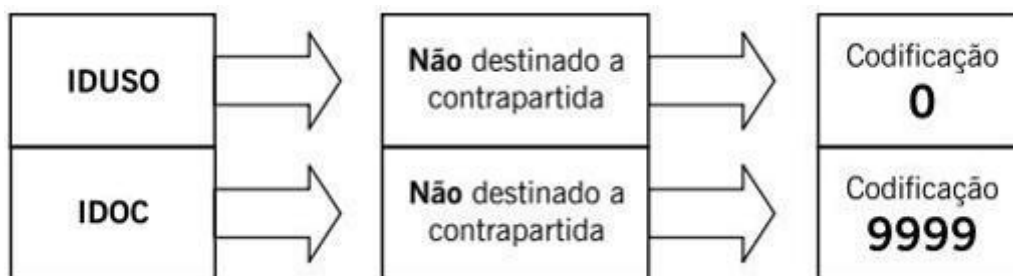 IDUSO
Não destinado a
contrapartida
Codificação
0
IDOC
Não destinado a
contrapartida
Codificação
9999